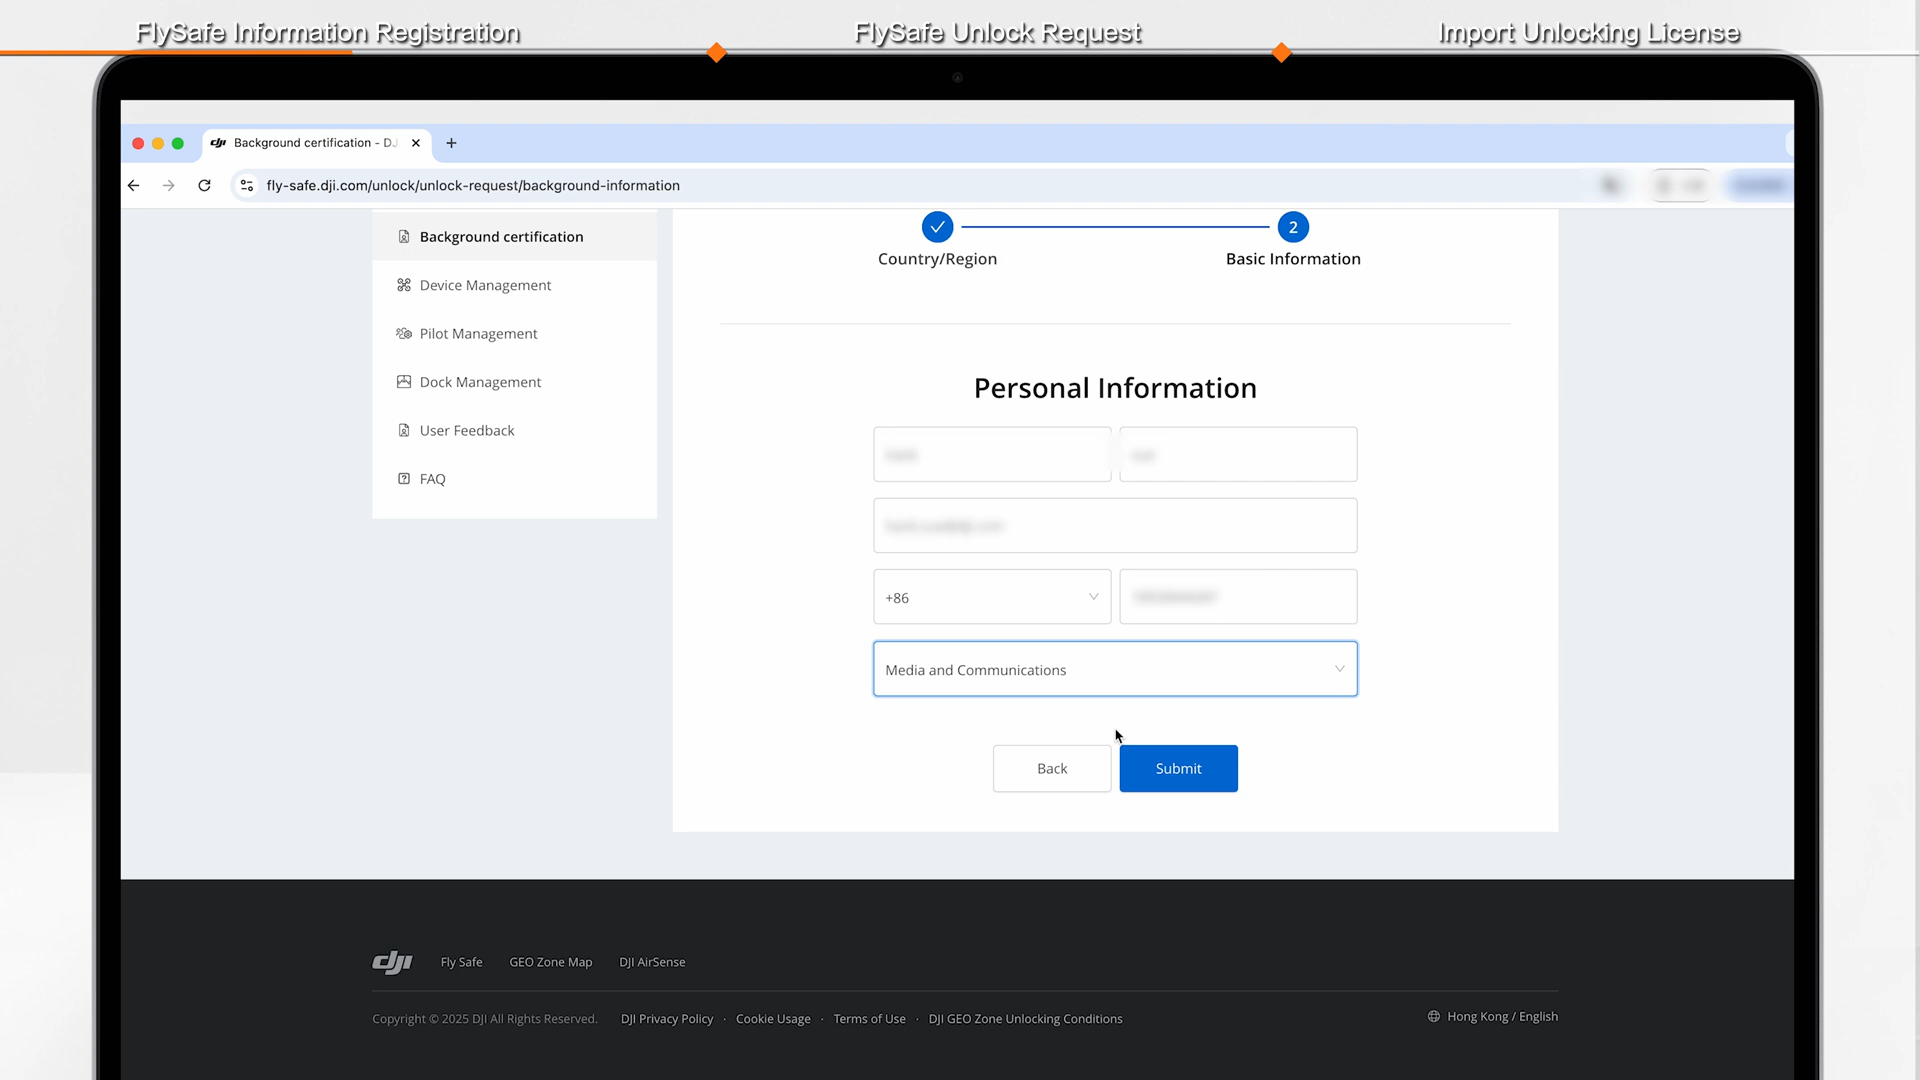 FlySafe Information Registration
FlySafe Unlock Request
Import Unlocking License
dji Background certification - DJ
fly-safe.dji.com/unlock/unlock-request/background-information
Background certification
Device Management
Pilot Management
Dock Management
User Feedback
FAQ
2
Country/Region
Basic Information
Personal Information
+86
Media and Communications
Back
Submit
dji Fly Safe GEO Zone Map DJI AirSense
Copyright © 2025 DJI All Rights Reserved. DJI Privacy Policy · Cookie Usage · Terms of Use · DJI GEO Zone Unlocking Conditions
Hong Kong / English